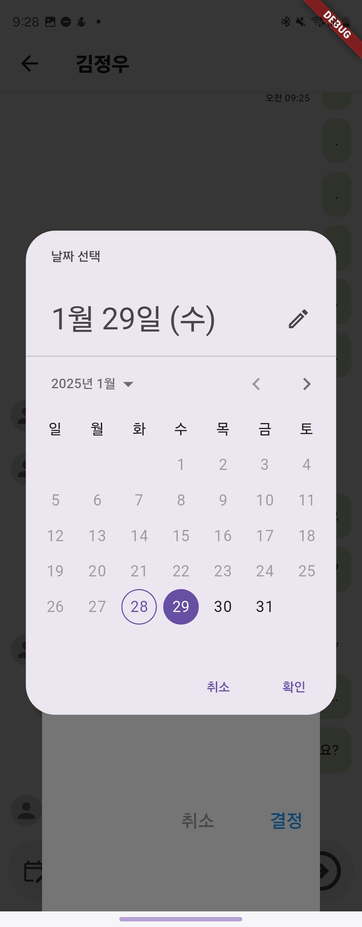 9:28
DEBUG
김정우
오전 09:25
.
.
날짜 선택
1월 29일 (수)
2025년 1월
일 월 화 수 목 금 토
1 2 3 4
5 6 7 8 9 10 11
12 13 14 15 16 17 18
19 20 21 22 23 24 25
26 27 28 29 30 31
취소 확인
요?
취소 결정